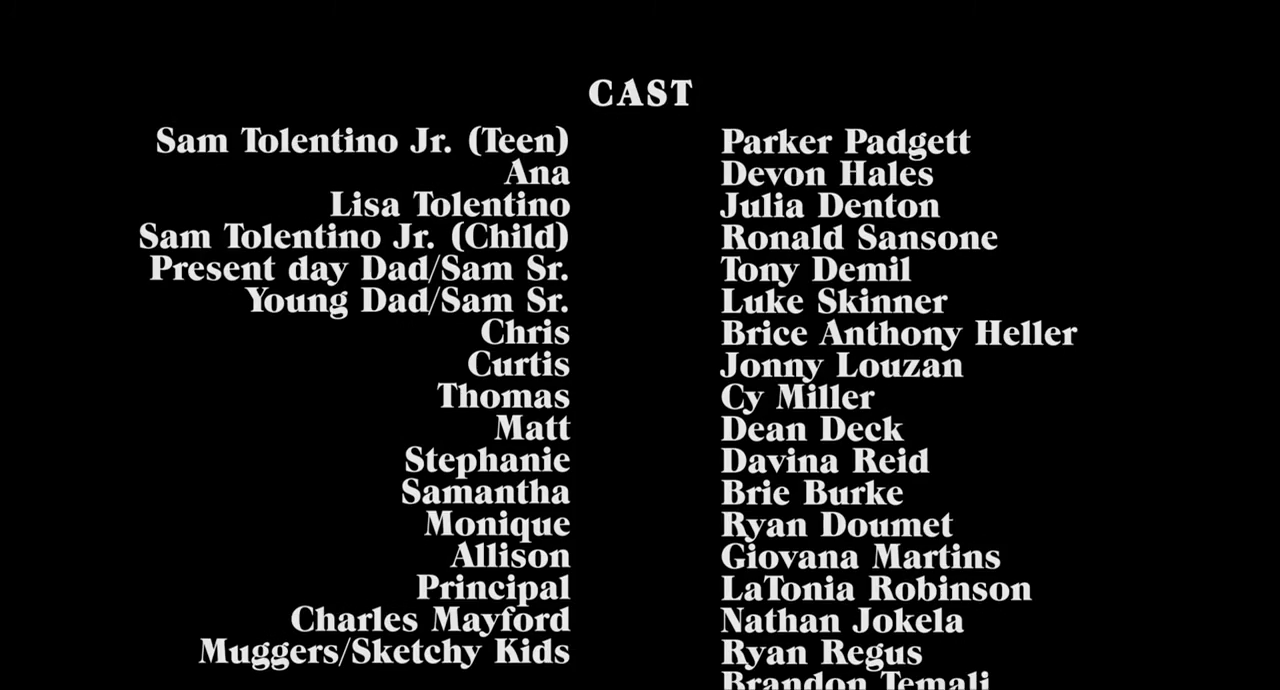 CAST
Sam Tolentino Jr. (Teen) Parker Padgett
Ana Devon Hales
Lisa Tolentino Julia Denton
Sam Tolentino Jr. (Child) Ronald Sansone
Present day Dad/Sam Sr. Tony Demil
Young Dad/Sam Sr. Luke Skinner
Chris Brice Anthony Heller
Curtis Jonny Louzan
Thomas Cy Miller
Matt Dean Deck
Stephanie Davina Reid
Samantha Brie Burke
Monique Ryan Doumet
Allison Giovana Martins
Principal LaTonia Robinson
Charles Mayford Nathan Jokela
Muggers/Sketchy Kids Ryan Regus
Brandon Temali